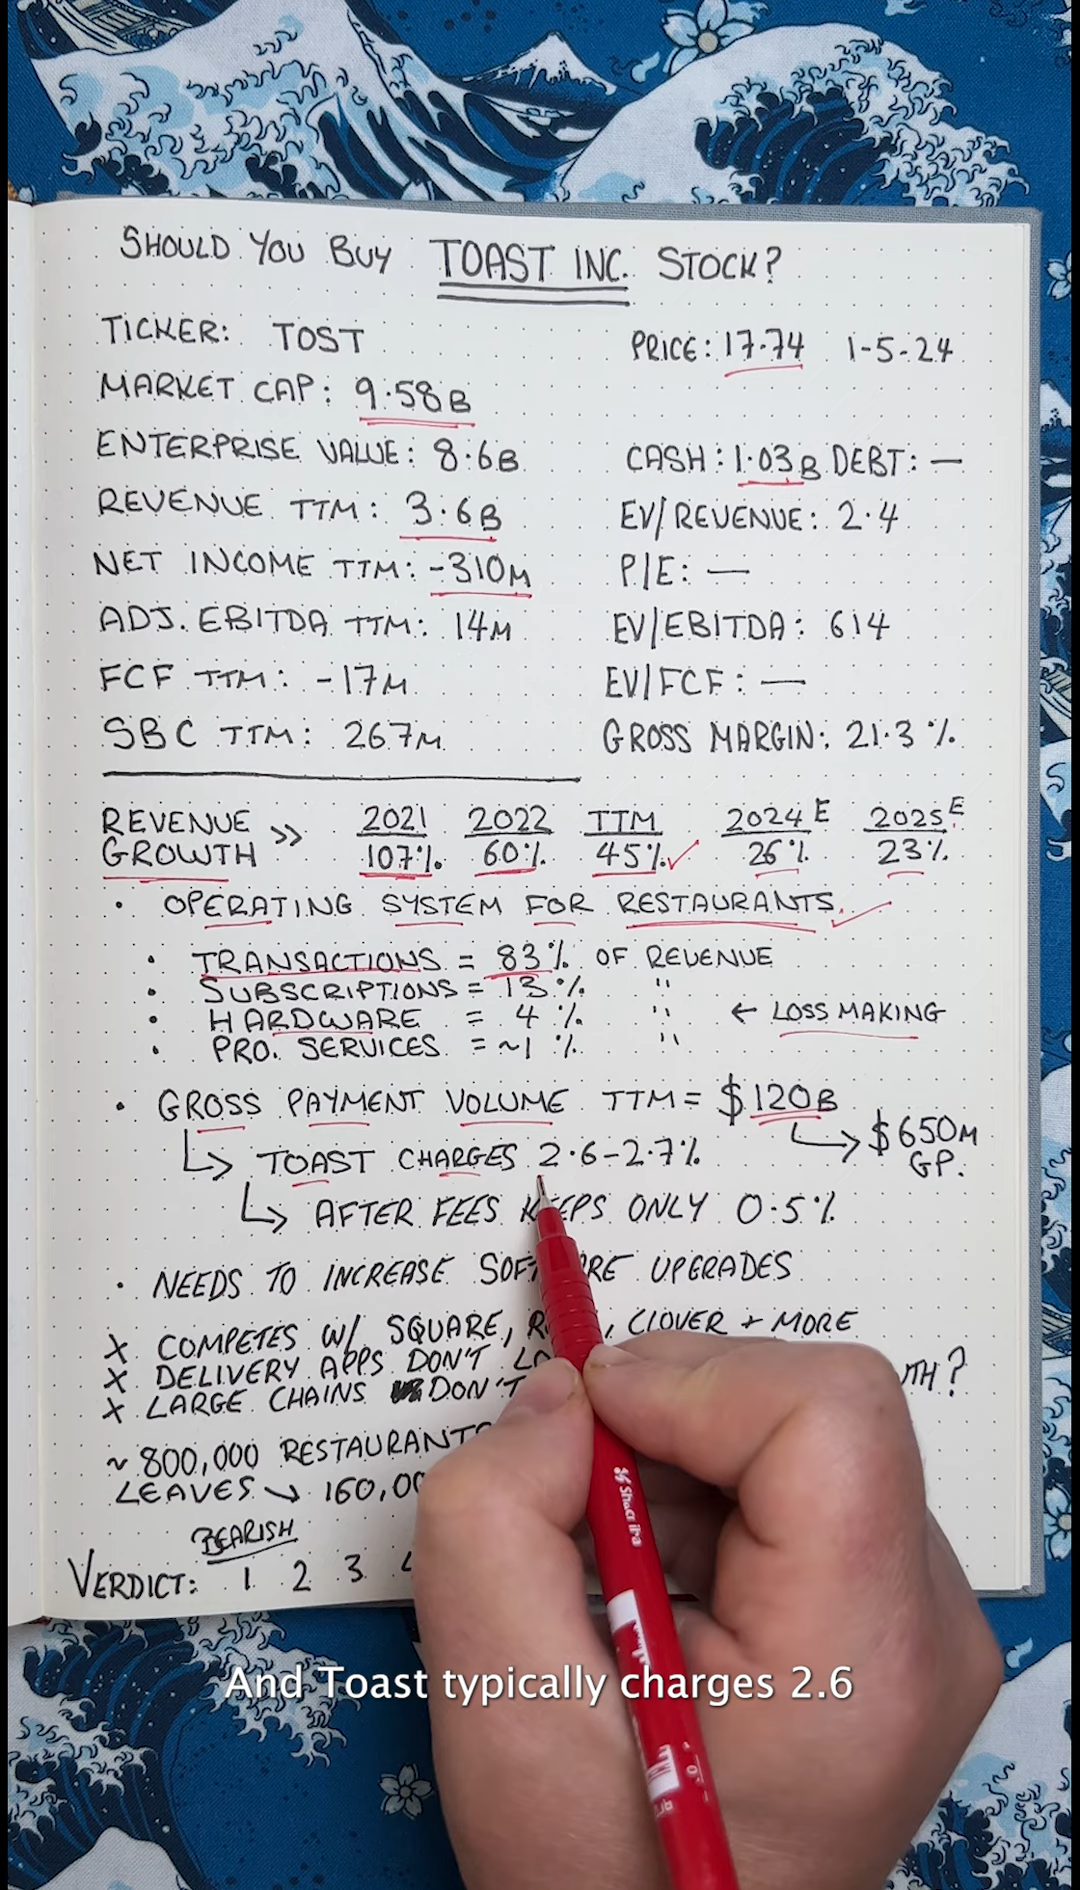 SHOULD YOU BUY TOAST INC. STOCK?
TICKER: TOST PRICE: 17.74 1-5-24
MARKET CAP: 9.58B
ENTERPRISE VALUE: 8.6B CASH: 1.03B DEBT: —
REVENUE TTM: 3.6B EV/REVENUE: 2.4
NET INCOME TTM: -310M P/E: —
ADJ. EBITDA TTM: 14M EV/EBITDA: 614
FCF TTM: -17M EV/FCF: —
SBC TTM: 267M GROSS MARGIN: 21.3%
REVENUE GROWTH >> 2021 2022 TTM 2024E 2025E
107% 60% 45% 26% 23%
• OPERATING SYSTEM FOR RESTAURANTS.
• TRANSACTIONS = 83% OF REVENUE
• SUBSCRIPTIONS = 13% "
• HARDWARE = 4% " ← LOSS MAKING
• PRO. SERVICES = ~1% "
• GROSS PAYMENT VOLUME TTM = $120B
↳ $650M GP.
↳ TOAST CHARGES 2.6-2.7%
↳ AFTER FEES KEEPS ONLY 0.5%
• NEEDS TO INCREASE UPGRADES
X COMPETES W/ SQUARE, CLOVER + MORE
X DELIVERY APPS DON'T
X LARGE CHAINS DON'T
~800,000 RESTAURANTS
LEAVES
BEARISH
VERDICT: 1 2 3
And Toast typically charges 2.6